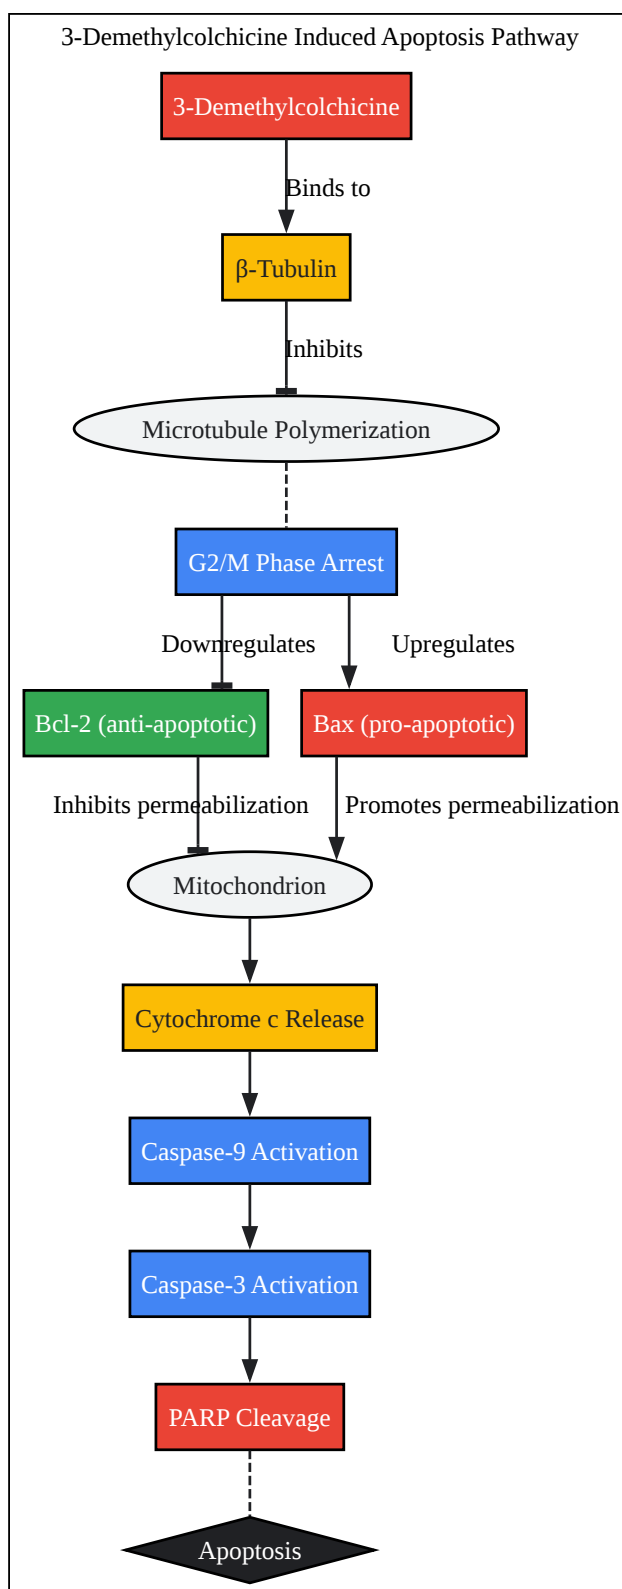 3-Demethylcolchicine Induced Apoptosis Pathway
3-Demethylcolchicine
Binds to
β-Tubulin
Inhibits
Microtubule Polymerization
G2/M Phase Arrest
Downregulates
Upregulates
Bcl-2 (anti-apoptotic)
Bax (pro-apoptotic)
Inhibits permeabilization
Promotes permeabilization
Mitochondrion
Cytochrome c Release
Caspase-9 Activation
Caspase-3 Activation
PARP Cleavage
Apoptosis